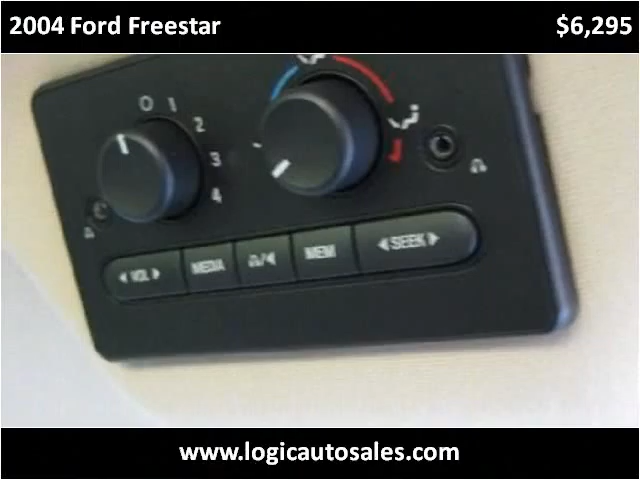 2004 Ford Freestar $6,295
0 1
2
3
4
VOL MEDIA MEM SEEK
www.logicautosales.com